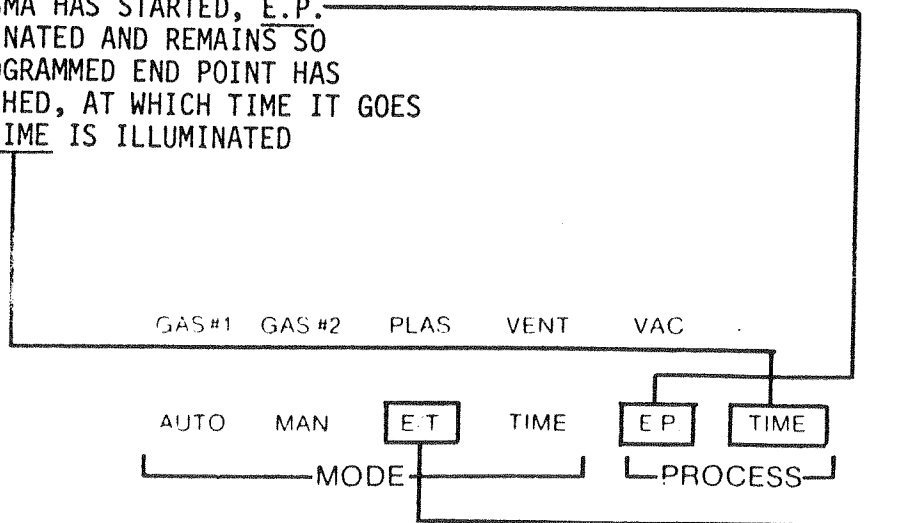 SMA HAS STARTED, E.P.
NATED AND REMAINS SO
OGRAMMED END POINT HAS
HED, AT WHICH TIME IT GOES
IME IS ILLUMINATED
GAS #1 GAS #2 PLAS VENT VAC
AUTO MAN E/T TIME E.P. TIME
MODE PROCESS